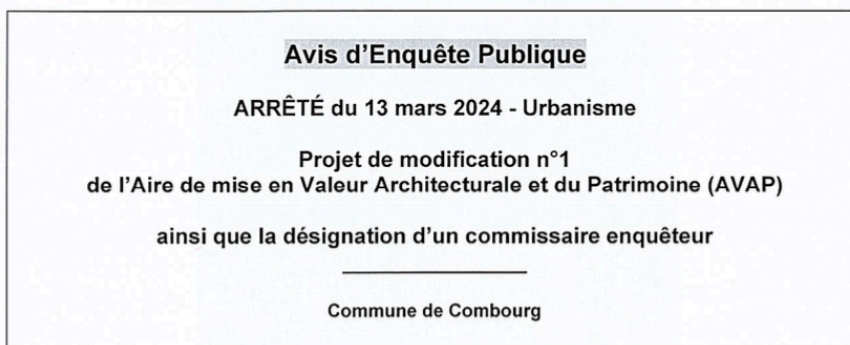 Avis d'Enquête Publique
ARRÊTÉ du 13 mars 2024 - Urbanisme
Projet de modification n°1
de l'Aire de mise en Valeur Architecturale et du Patrimoine (AVAP)
ainsi que la désignation d'un commissaire enquêteur
Commune de Combourg